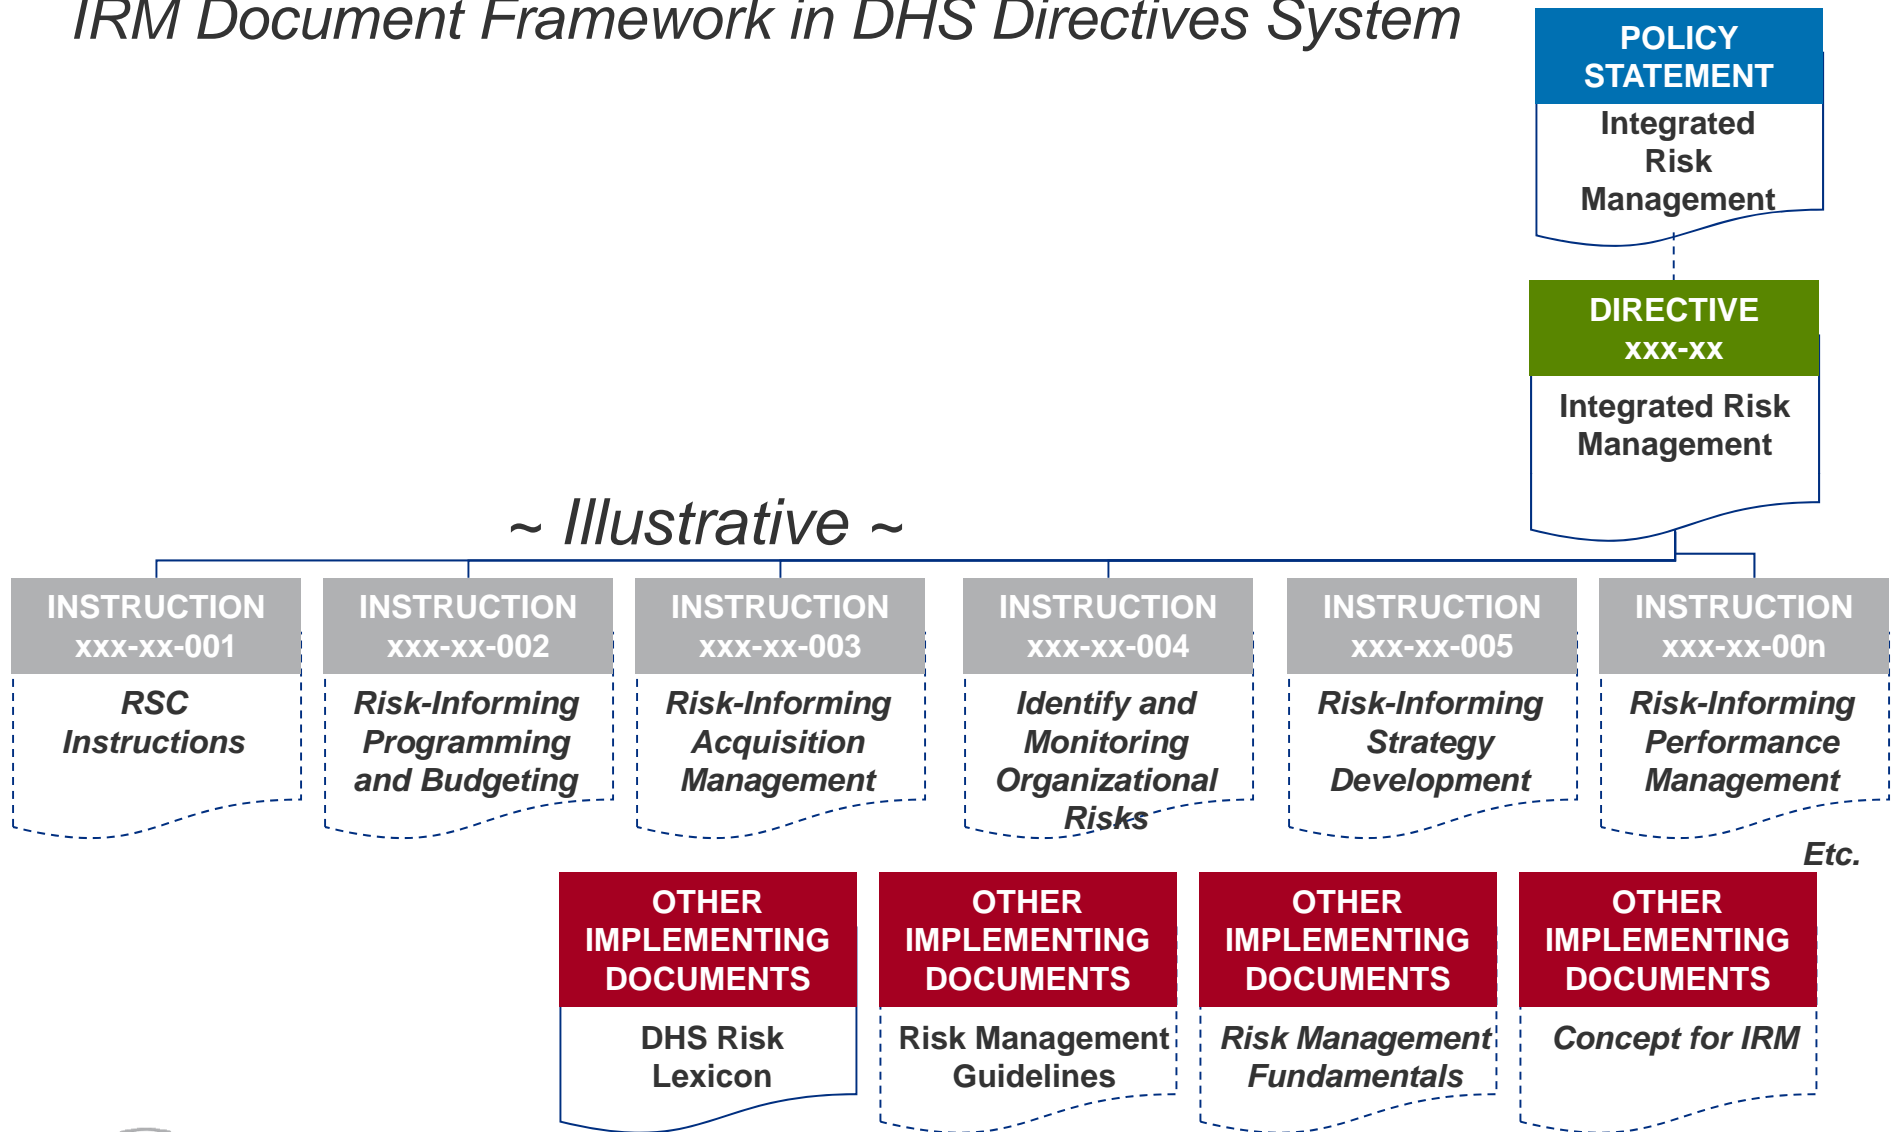 IRM Document Framework in DHS Directives System
POLICY
STATEMENT
Integrated
Risk
Management
DIRECTIVE
xxx-xx
Integrated Risk
Management
~ Illustrative ~
INSTRUCTION
xxx-xx-001
RSC
Instructions
INSTRUCTION
xxx-xx-002
Risk-Informing
Programming
and Budgeting
INSTRUCTION
xxx-xx-003
Risk-Informing
Acquisition
Management
INSTRUCTION
xxx-xx-004
Identify and
Monitoring
Organizational
Risks
INSTRUCTION
xxx-xx-005
Risk-Informing
Strategy
Development
INSTRUCTION
xxx-xx-00n
Risk-Informing
Performance
Management
Etc.
OTHER
IMPLEMENTING
DOCUMENTS
DHS Risk
Lexicon
OTHER
IMPLEMENTING
DOCUMENTS
Risk Management
Guidelines
OTHER
IMPLEMENTING
DOCUMENTS
Risk Management
Fundamentals
OTHER
IMPLEMENTING
DOCUMENTS
Concept for IRM